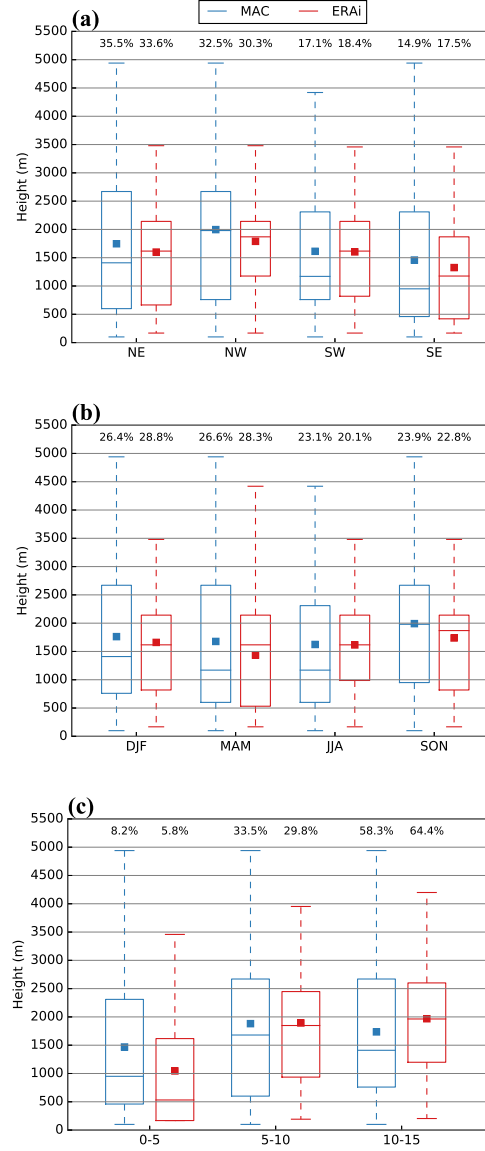 MAC ERAi
(a)
35.5% 33.6% 32.5% 30.3% 17.1% 18.4% 14.9% 17.5%
5500
5000
4500
4000
3500
3000
2500
2000
1500
1000
500
0
Height (m)
NE NW SW SE
(b)
26.4% 28.8% 26.6% 28.3% 23.1% 20.1% 23.9% 22.8%
5500
5000
4500
4000
3500
3000
2500
2000
1500
1000
500
0
Height (m)
DJF MAM JJA SON
(c)
8.2% 5.8% 33.5% 29.8% 58.3% 64.4%
5500
5000
4500
4000
3500
3000
2500
2000
1500
1000
500
0
Height (m)
0-5 5-10 10-15